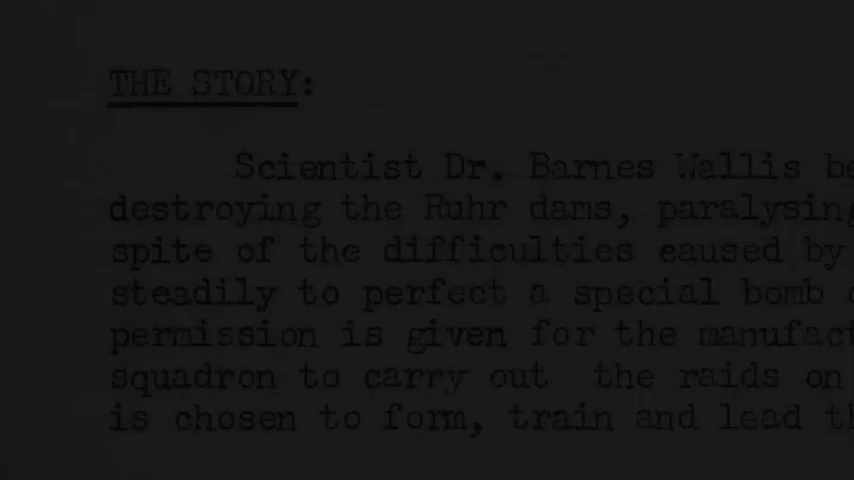 THE STORY:
Scientist Dr. Barnes Wallis be
destroying the Ruhr dams, paralysing
spite of the difficulties eaused by
steadily to perfect a special bomb
permission is given for the manufact
squadron to carry out the raids on
is chosen to form, train and lead th